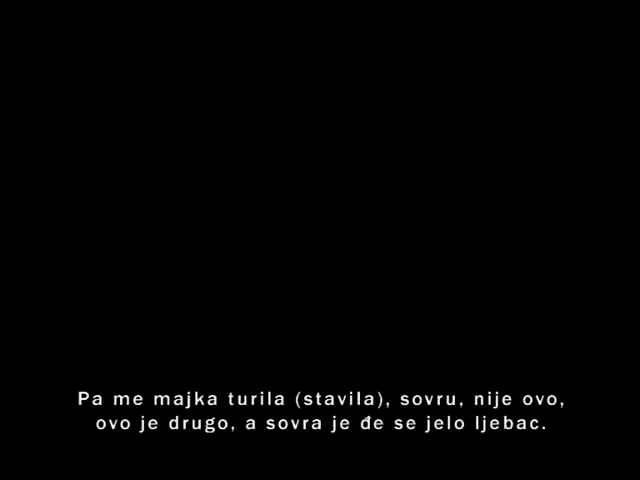 Pa me majka turila (stavila), sovru, nije ovo,
ovo je drugo, a sovra je đe se jelo ljebac.